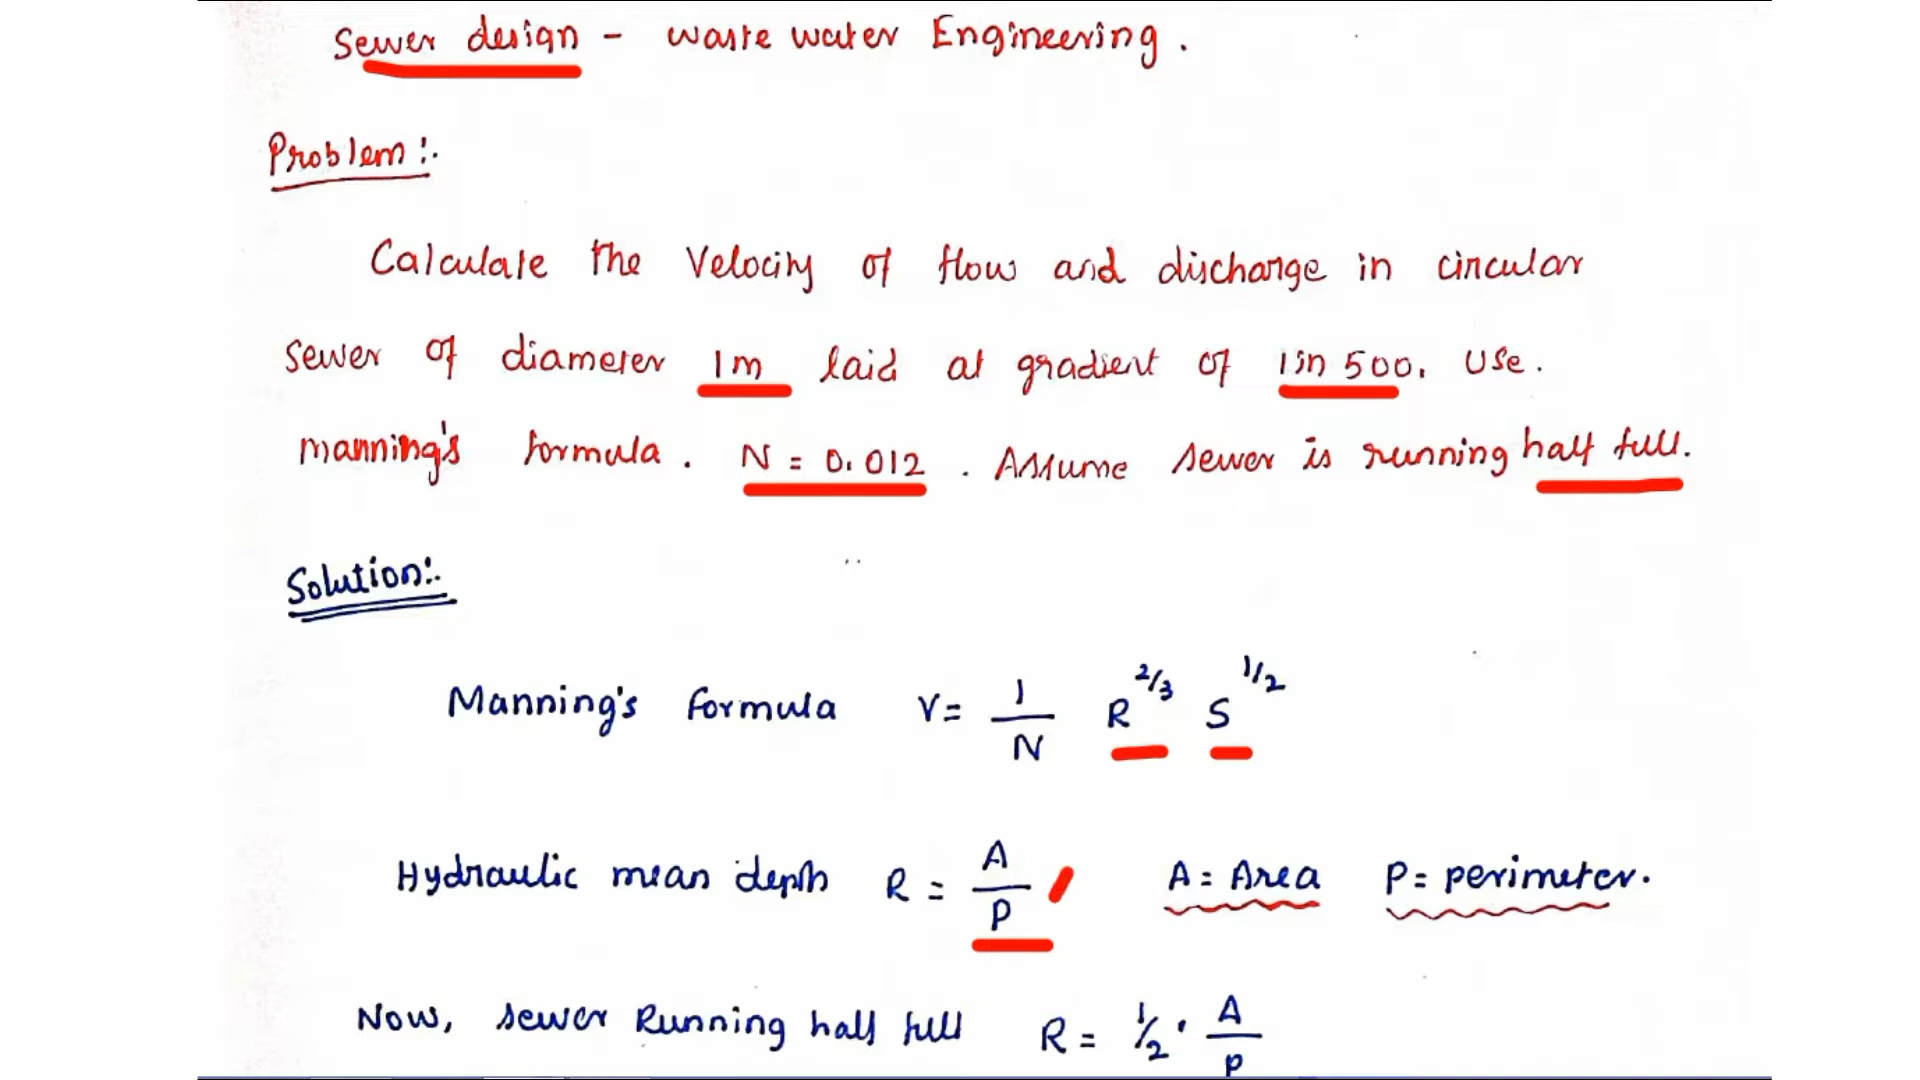 Sewer design - waste water Engineering.
Problem:-
Calculate the Velocity of flow and discharge in circular
sewer of diameter 1m laid at gradient of 1 in 500. Use.
manning's formula. N = 0.012. Assume sewer is running half full.
Solution:-
Manning's formula V = 1/N R^2/3 S^1/2
Hydraulic mean depth R = A/P A = Area P = perimeter.
Now, sewer Running half full R = 1/2 · A/P